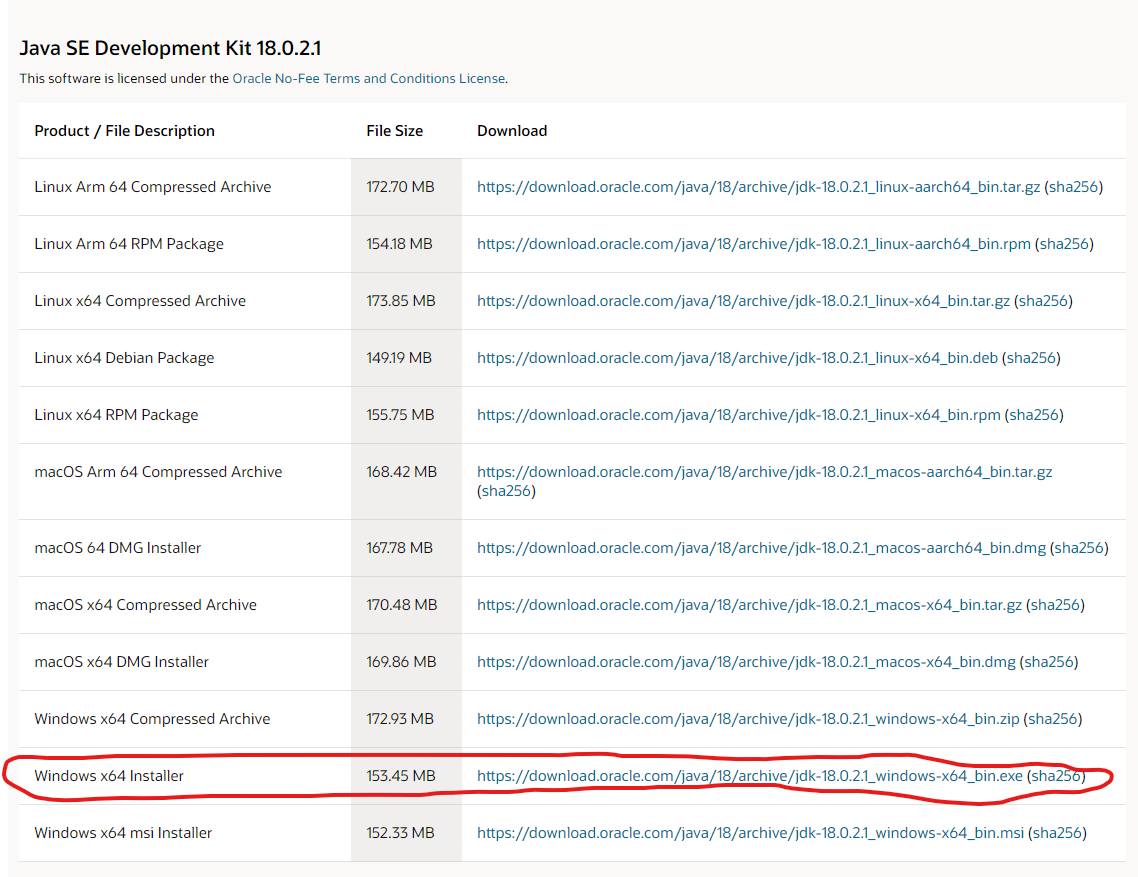 Java SE Development Kit 18.0.2.1
This software is licensed under the Oracle No-Fee Terms and Conditions License.
Product / File Description File Size Download
Linux Arm 64 Compressed Archive 172.70 MB https://download.oracle.com/java/18/archive/jdk-18.0.2.1_linux-aarch64_bin.tar.gz (sha256)
Linux Arm 64 RPM Package 154.18 MB https://download.oracle.com/java/18/archive/jdk-18.0.2.1_linux-aarch64_bin.rpm (sha256)
Linux x64 Compressed Archive 173.85 MB https://download.oracle.com/java/18/archive/jdk-18.0.2.1_linux-x64_bin.tar.gz (sha256)
Linux x64 Debian Package 149.19 MB https://download.oracle.com/java/18/archive/jdk-18.0.2.1_linux-x64_bin.deb (sha256)
Linux x64 RPM Package 155.75 MB https://download.oracle.com/java/18/archive/jdk-18.0.2.1_linux-x64_bin.rpm (sha256)
macOS Arm 64 Compressed Archive 168.42 MB https://download.oracle.com/java/18/archive/jdk-18.0.2.1_macos-aarch64_bin.tar.gz
(sha256)
macOS 64 DMG Installer 167.78 MB https://download.oracle.com/java/18/archive/jdk-18.0.2.1_macos-aarch64_bin.dmg (sha256)
macOS x64 Compressed Archive 170.48 MB https://download.oracle.com/java/18/archive/jdk-18.0.2.1_macos-x64_bin.tar.gz (sha256)
macOS x64 DMG Installer 169.86 MB https://download.oracle.com/java/18/archive/jdk-18.0.2.1_macos-x64_bin.dmg (sha256)
Windows x64 Compressed Archive 172.93 MB https://download.oracle.com/java/18/archive/jdk-18.0.2.1_windows-x64_bin.zip (sha256)
Windows x64 Installer 153.45 MB https://download.oracle.com/java/18/archive/jdk-18.0.2.1_windows-x64_bin.exe (sha256)
Windows x64 msi Installer 152.33 MB https://download.oracle.com/java/18/archive/jdk-18.0.2.1_windows-x64_bin.msi (sha256)